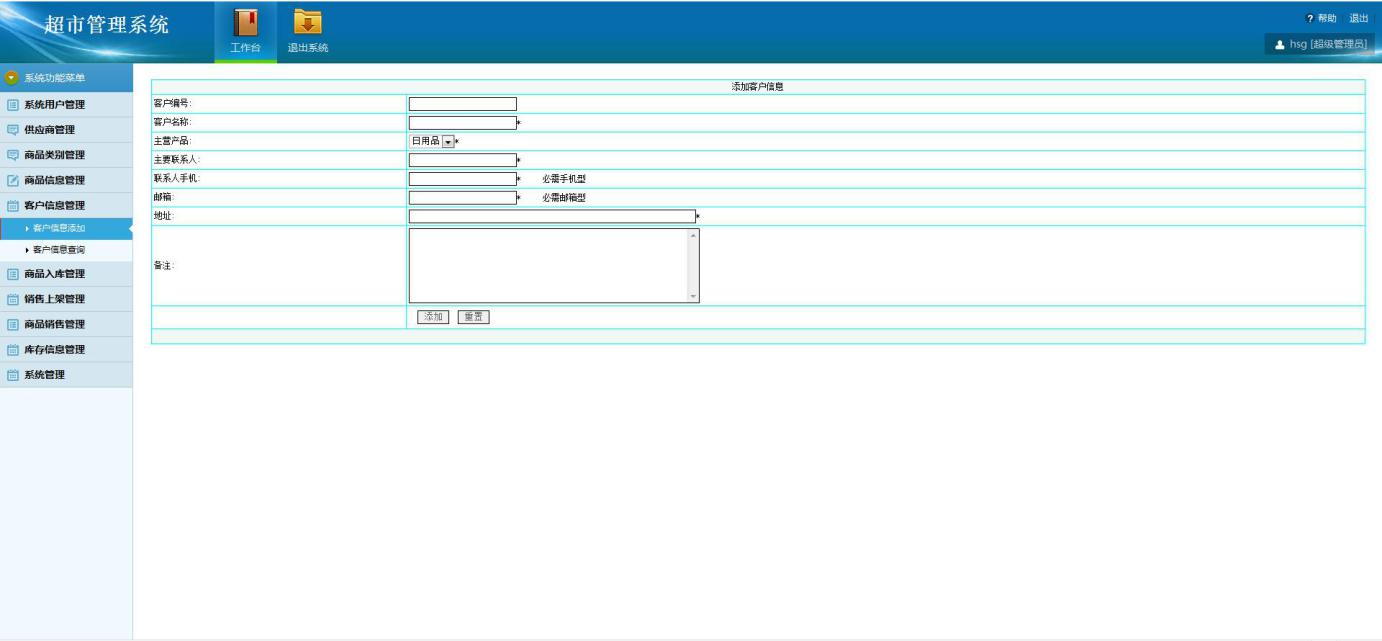 超市管理系统
工作台
退出系统
帮助 退出
hsg [超级管理员]
系统功能菜单
系统用户管理
供应商管理
商品类别管理
商品信息管理
客户信息管理
客户信息添加
客户信息查询
商品入库管理
销售上架管理
商品销售管理
库存信息管理
系统管理
添加客户信息
客户编号:
客户名称: *
主营产品: 日用品 *
主要联系人: *
联系人手机: * 必需手机型
邮箱: * 必需邮箱型
地址: *
备注:
添加 重置